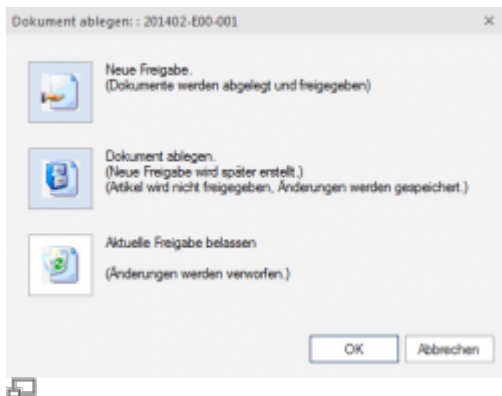 Dokument ablegen: : 201402-E00-001
Neue Freigabe.
(Dokumente werden abgelegt und freigegeben)
Dokument ablegen.
(Neue Freigabe wird später erstellt.)
(Artikel wird nicht freigegeben, Änderungen werden gespeichert.)
Aktuelle Freigabe belassen
(Änderungen werden verworfen.)
OK
Abbrechen